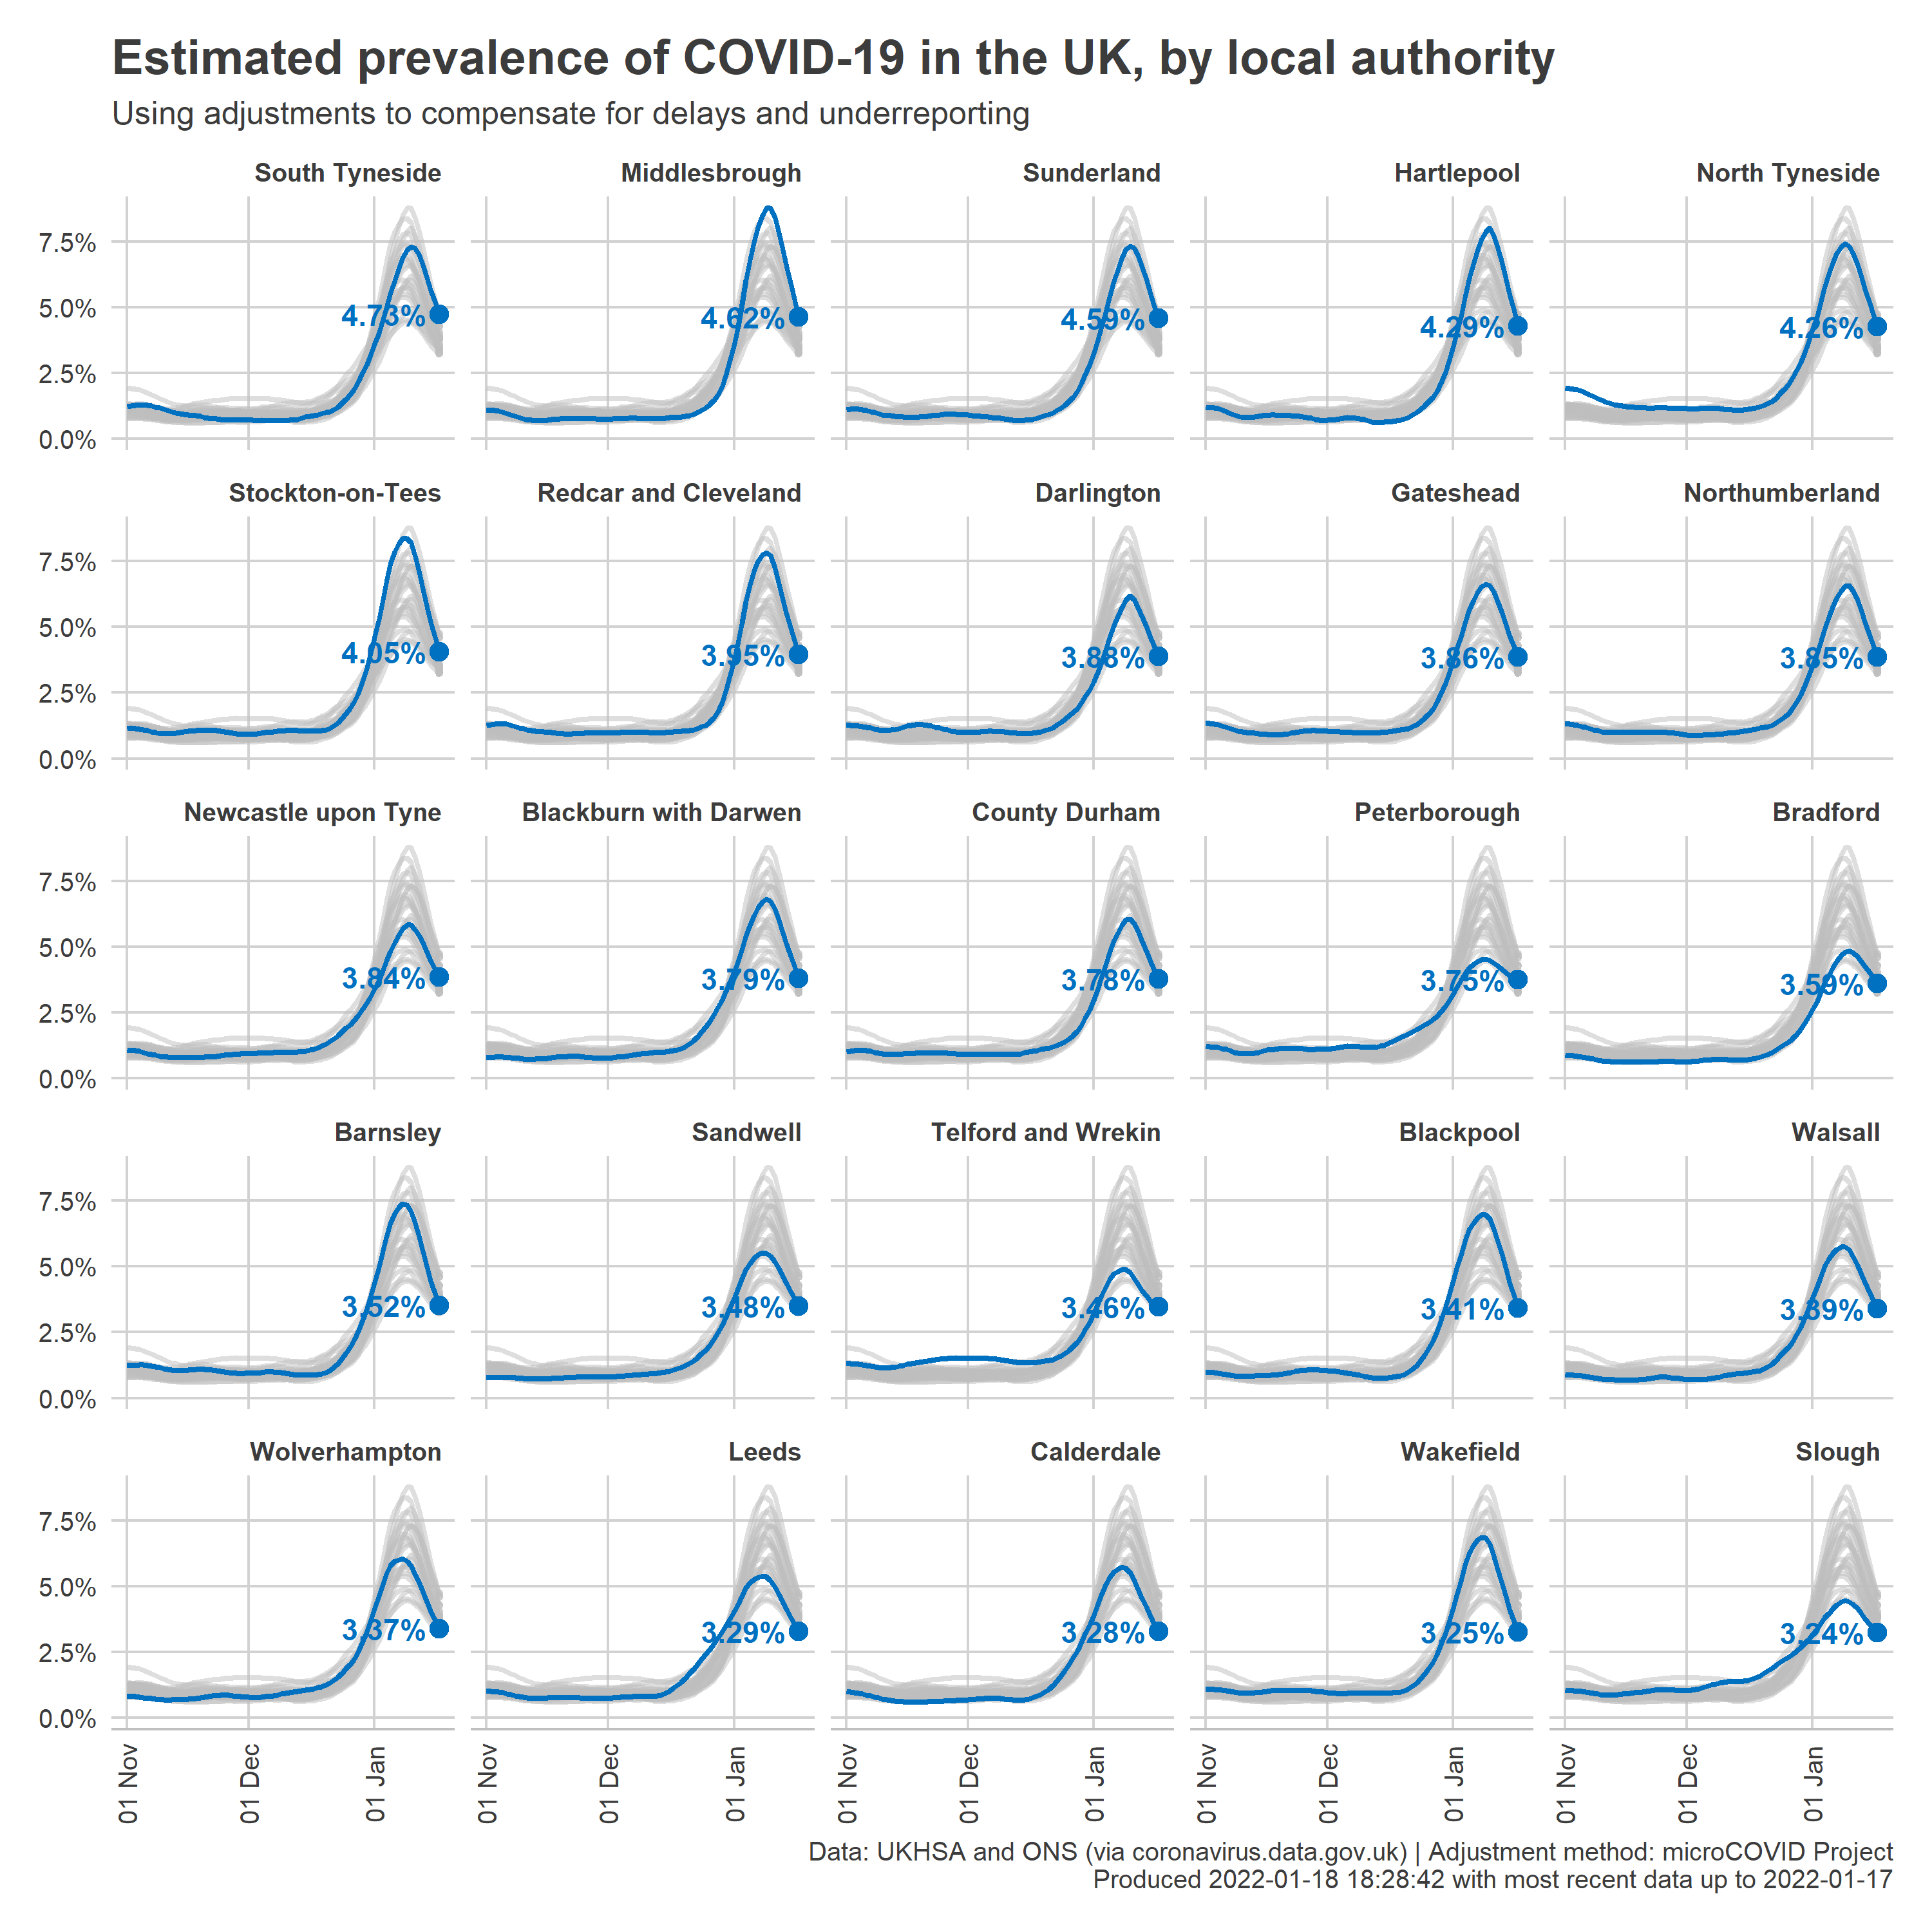 Estimated prevalence of COVID-19 in the UK, by local authority
Using adjustments to compensate for delays and underreporting
South Tyneside
Middlesbrough
Sunderland
Hartlepool
North Tyneside
7.5%
5.0%
2.5%
0.0%
4.73%
4.62%
4.59%
4.29%
4.26%
Stockton-on-Tees
Redcar and Cleveland
Darlington
Gateshead
Northumberland
7.5%
5.0%
2.5%
0.0%
4.05%
3.95%
3.88%
3.86%
3.85%
Newcastle upon Tyne
Blackburn with Darwen
County Durham
Peterborough
Bradford
7.5%
5.0%
2.5%
0.0%
3.84%
3.79%
3.78%
3.75%
3.59%
Barnsley
Sandwell
Telford and Wrekin
Blackpool
Walsall
7.5%
5.0%
2.5%
0.0%
3.52%
3.48%
3.46%
3.41%
3.39%
Wolverhampton
Leeds
Calderdale
Wakefield
Slough
7.5%
5.0%
2.5%
0.0%
3.37%
3.29%
3.28%
3.25%
3.24%
01 Nov
01 Dec
01 Jan
01 Nov
01 Dec
01 Jan
01 Nov
01 Dec
01 Jan
01 Nov
01 Dec
01 Jan
01 Nov
01 Dec
01 Jan
Data: UKHSA and ONS (via coronavirus.data.gov.uk) | Adjustment method: microCOVID Project
Produced 2022-01-18 18:28:42 with most recent data up to 2022-01-17